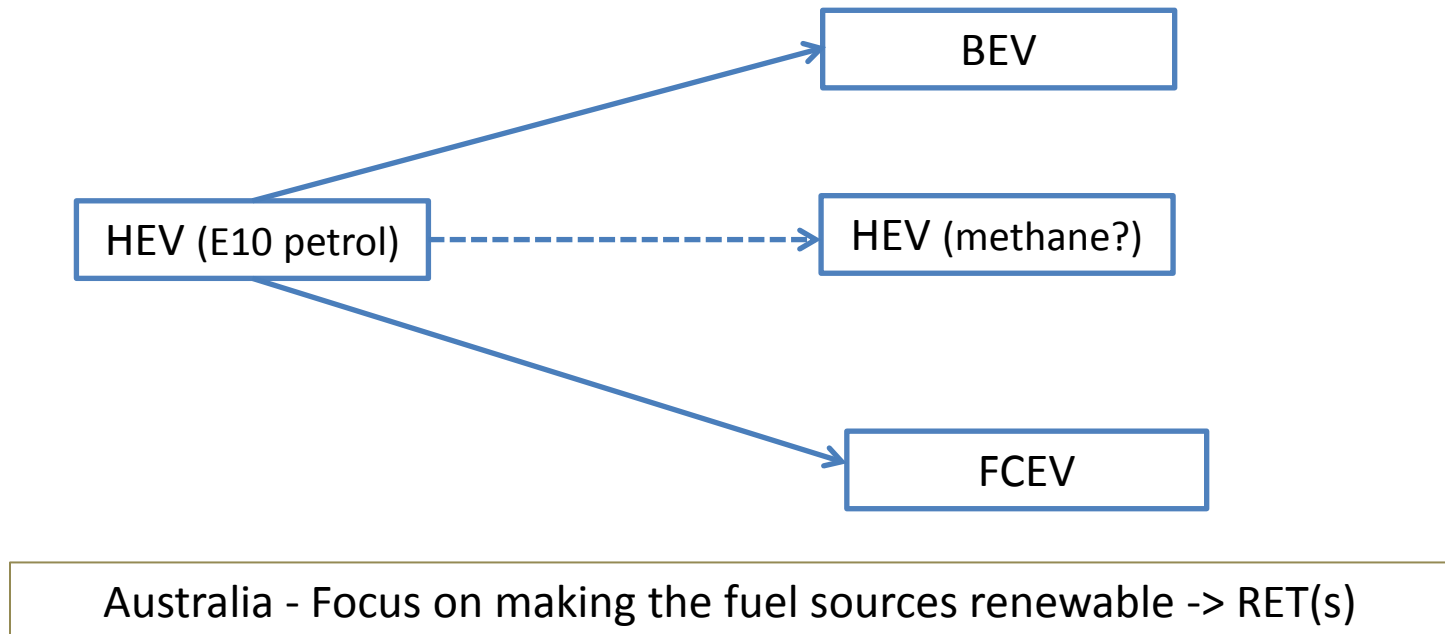 BEV
HEV (E10 petrol)
HEV (methane?)
FCEV
Australia - Focus on making the fuel sources renewable -> RET(s)